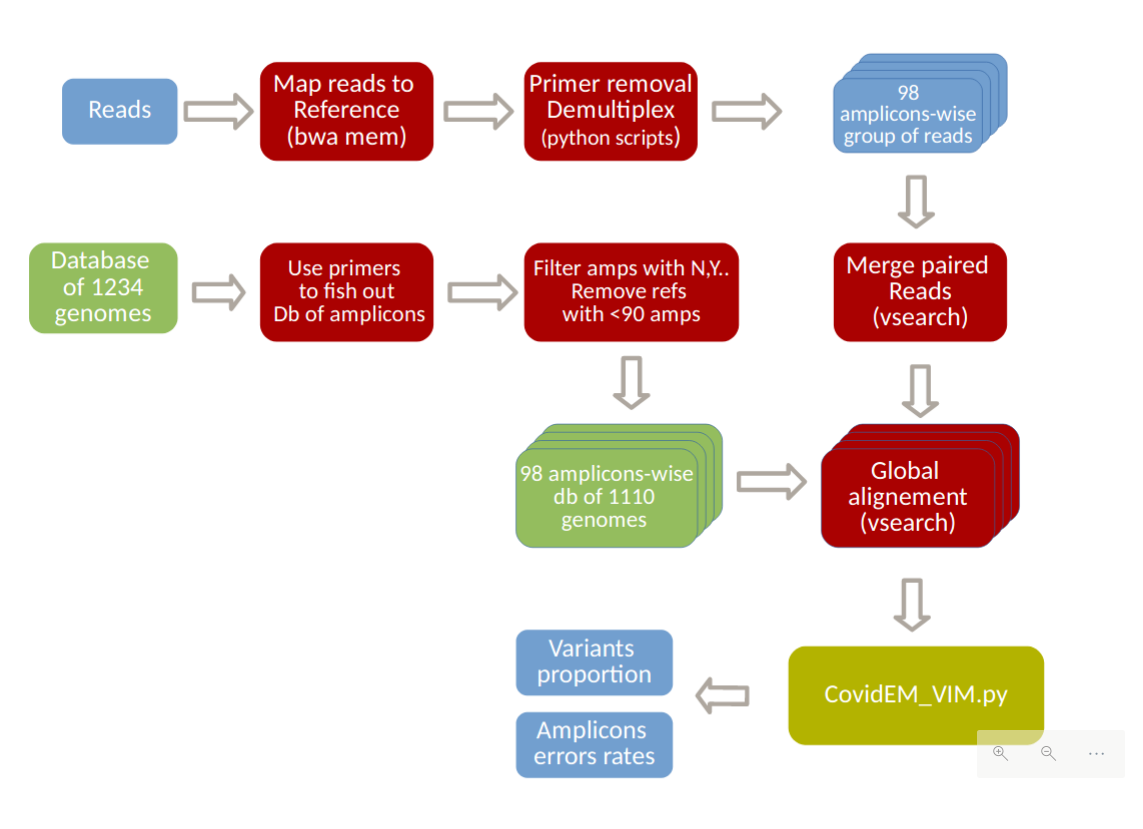 Reads
Map reads to
Reference
(bwa mem)
Primer removal
Demultiplex
(python scripts)
98
amplicons-wise
group of reads
Database
of 1234
genomes
Use primers
to fish out
Db of amplicons
Filter amps with N,Y..
Remove refs
with <90 amps
Merge paired
Reads
(vsearch)
98 amplicons-wise
db of 1110
genomes
Global
alignement
(vsearch)
Variants
proportion
CovidEM_VIM.py
Amplicons
errors rates